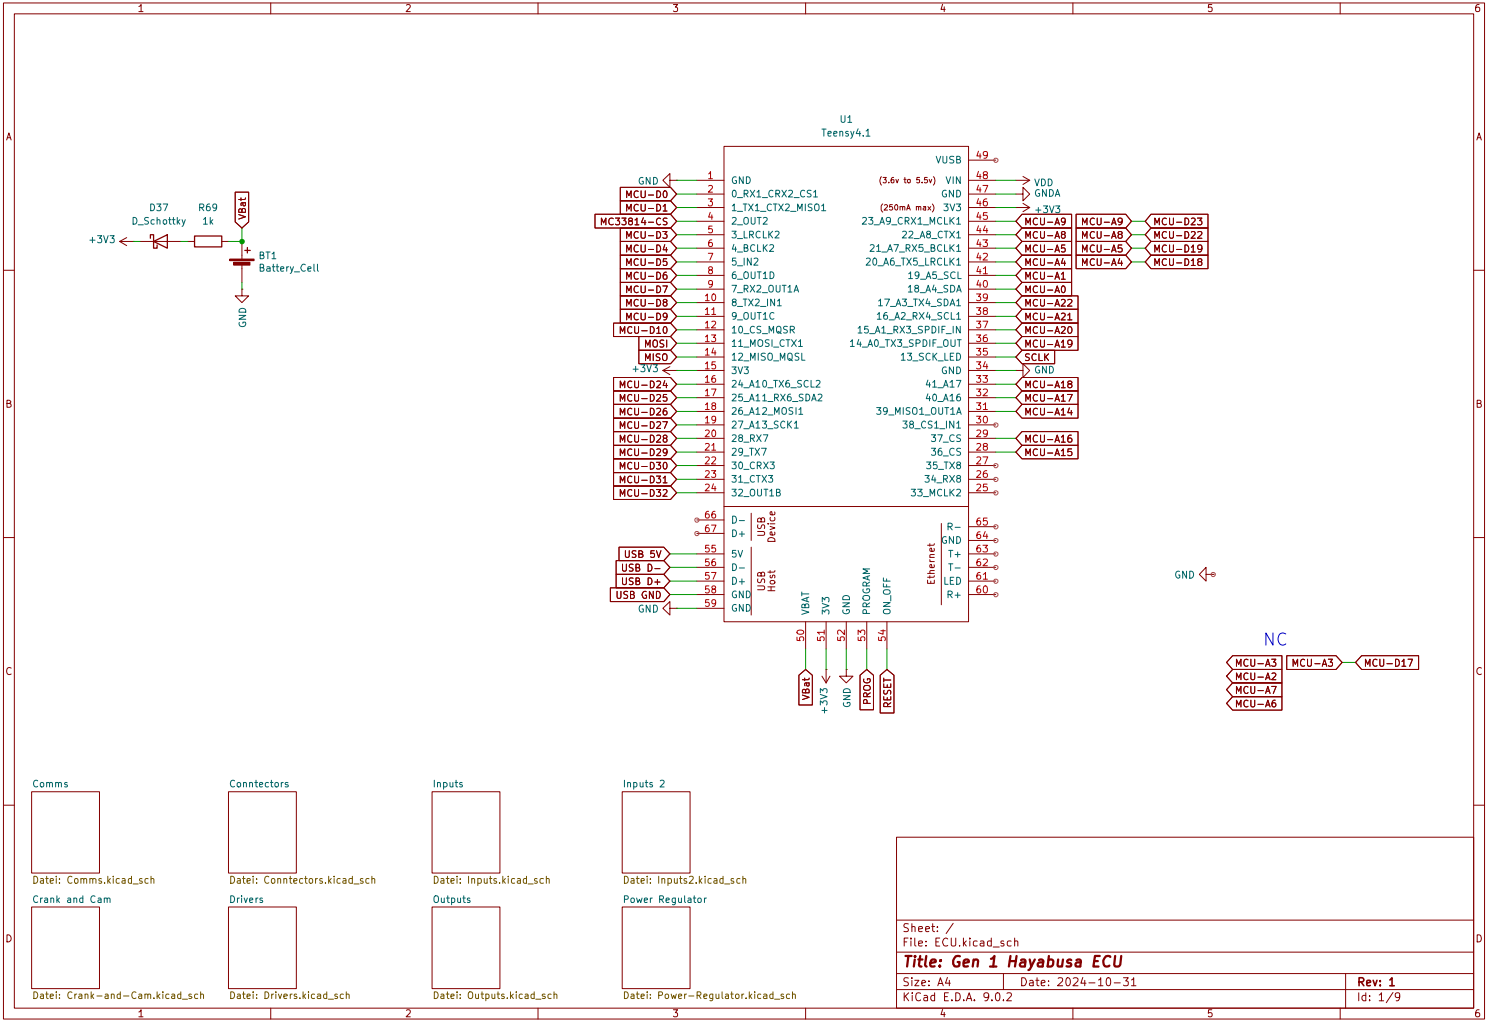 1 2 3 4 5 6
A A
B B
C C
D D
U1
Teensy4.1
D37
D_Schottky
R69
1k
VBat
+3V3
BT1
Battery_Cell
+
GND
VUSB 49
GND 1 GND (3.6v to 5.5v) VIN 48 VDD
MCU-D0 2 0_RX1_CRX2_CS1 GND 47 GNDA
MCU-D1 3 1_TX1_CTX2_MISO1 (250mA max) 3V3 46 +3V3
MC33814-CS 4 2_OUT2 23_A9_CRX1_MCLK1 45 MCU-A9 MCU-A9 MCU-D23
MCU-D3 5 3_LRCLK2 22_A8_CTX1 44 MCU-A8 MCU-A8 MCU-D22
MCU-D4 6 4_BCLK2 21_A7_RX5_BCLK1 43 MCU-A5 MCU-A5 MCU-D19
MCU-D5 7 5_IN2 20_A6_TX5_LRCLK1 42 MCU-A4 MCU-A4 MCU-D18
MCU-D6 8 6_OUT1D 19_A5_SCL 41 MCU-A1
MCU-D7 9 7_RX2_OUT1A 18_A4_SDA 40 MCU-A0
MCU-D8 10 8_TX2_IN1 17_A3_TX4_SDA1 39 MCU-A22
MCU-D9 11 9_OUT1C 16_A2_RX4_SCL1 38 MCU-A21
MCU-D10 12 10_CS_MQSR 15_A1_RX3_SPDIF_IN 37 MCU-A20
MOSI 13 11_MOSI_CTX1 14_A0_TX3_SPDIF_OUT 36 MCU-A19
MISO 14 12_MISO_MQSL 13_SCK_LED 35 SCLK
+3V3 15 3V3 GND 34 GND
MCU-D24 16 24_A10_TX6_SCL2 41_A17 33 MCU-A18
MCU-D25 17 25_A11_RX6_SDA2 40_A16 32 MCU-A17
MCU-D26 18 26_A12_MOSI1 39_MISO1_OUT1A 31 MCU-A14
MCU-D27 19 27_A13_SCK1 38_CS1_IN1 30
MCU-D28 20 28_RX7 37_CS 29 MCU-A16
MCU-D29 21 29_TX7 36_CS 28 MCU-A15
MCU-D30 22 30_CRX3 35_TX8 27
MCU-D31 23 31_CTX3 34_RX8 26
MCU-D32 24 32_OUT1B 33_MCLK2 25
66 D-
67 D+
USB Device
USB 5V 55 5V
USB D- 56 D-
USB D+ 57 D+
USB GND 58 GND
GND 59 GND
USB Host
Ethernet
R- 65
GND 64
T+ 63
T- 62
LED 61
R+ 60
VBAT 3V3 GND PROGRAM ON_OFF
50 51 52 53 54
VBat +3V3 GND PROG RESET
GND
NC
MCU-A3 MCU-A3 MCU-D17
MCU-A2
MCU-A7
MCU-A6
Comms Conntectors Inputs Inputs 2
Datei: Comms.kicad_sch Datei: Conntectors.kicad_sch Datei: Inputs.kicad_sch Datei: Inputs2.kicad_sch
Crank and Cam Drivers Outputs Power Regulator
Datei: Crank-and-Cam.kicad_sch Datei: Drivers.kicad_sch Datei: Outputs.kicad_sch Datei: Power-Regulator.kicad_sch
Sheet: /
File: ECU.kicad_sch
Title: Gen 1 Hayabusa ECU
Size: A4 Date: 2024-10-31 Rev: 1
KiCad E.D.A. 9.0.2 Id: 1/9
1 2 3 4 5 6